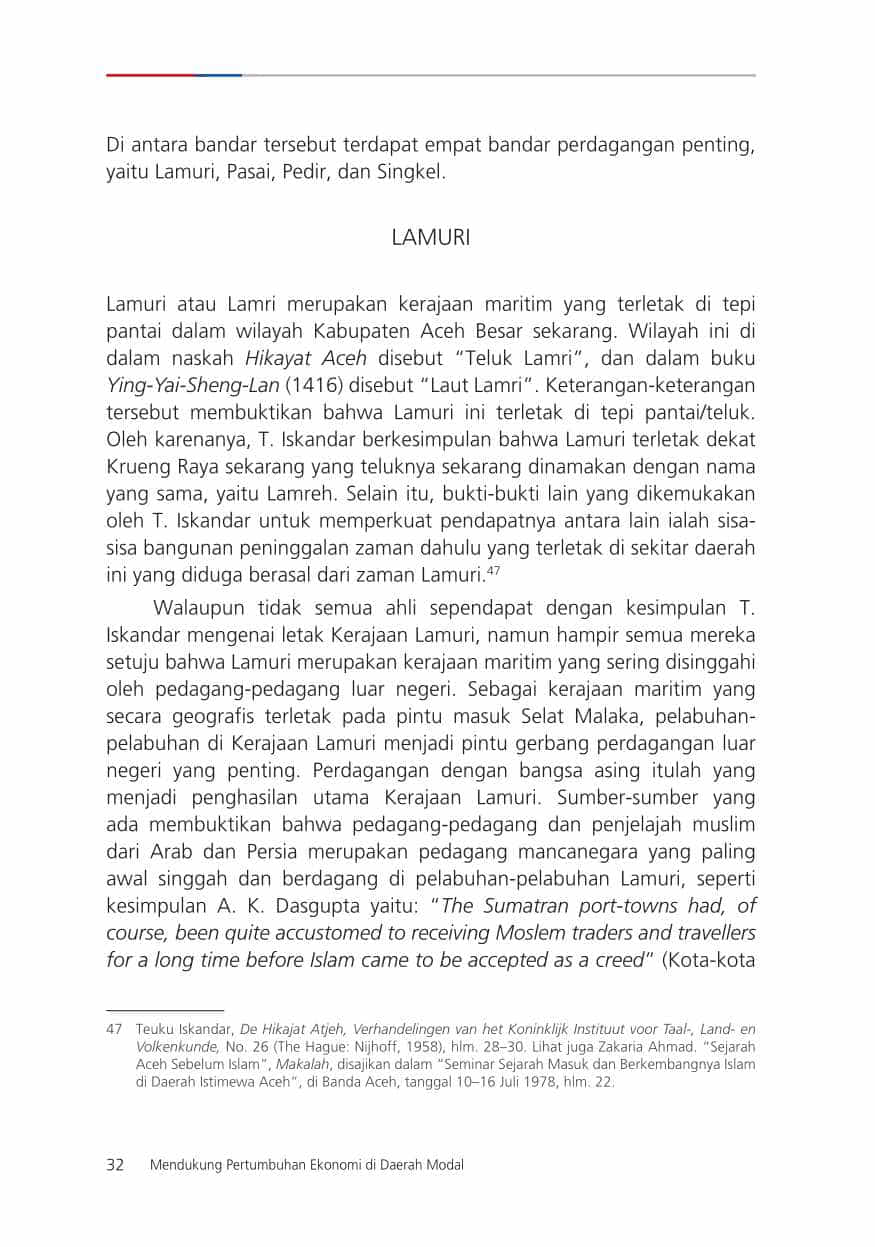 Di antara bandar tersebut terdapat empat bandar perdagangan penting,
yaitu Lamuri, Pasai, Pedir, dan Singkel.
LAMURI
Lamuri atau Lamri merupakan kerajaan maritim yang terletak di tepi
pantai dalam wilayah Kabupaten Aceh Besar sekarang. Wilayah ini di
dalam naskah Hikayat Aceh disebut “Teluk Lamri”, dan dalam buku
Ying-Yai-Sheng-Lan (1416) disebut “Laut Lamri”. Keterangan-keterangan
tersebut membuktikan bahwa Lamuri ini terletak di tepi pantai/teluk.
Oleh karenanya, T. Iskandar berkesimpulan bahwa Lamuri terletak dekat
Krueng Raya sekarang yang teluknya sekarang dinamakan dengan nama
yang sama, yaitu Lamreh. Selain itu, bukti-bukti lain yang dikemukakan
oleh T. Iskandar untuk memperkuat pendapatnya antara lain ialah sisa-
sisa bangunan peninggalan zaman dahulu yang terletak di sekitar daerah
ini yang diduga berasal dari zaman Lamuri.47
Walaupun tidak semua ahli sependapat dengan kesimpulan T.
Iskandar mengenai letak Kerajaan Lamuri, namun hampir semua mereka
setuju bahwa Lamuri merupakan kerajaan maritim yang sering disinggahi
oleh pedagang-pedagang luar negeri. Sebagai kerajaan maritim yang
secara geografis terletak pada pintu masuk Selat Malaka, pelabuhan-
pelabuhan di Kerajaan Lamuri menjadi pintu gerbang perdagangan luar
negeri yang penting. Perdagangan dengan bangsa asing itulah yang
menjadi penghasilan utama Kerajaan Lamuri. Sumber-sumber yang
ada membuktikan bahwa pedagang-pedagang dan penjelajah muslim
dari Arab dan Persia merupakan pedagang mancanegara yang paling
awal singgah dan berdagang di pelabuhan-pelabuhan Lamuri, seperti
kesimpulan A. K. Dasgupta yaitu: “The Sumatran port-towns had, of
course, been quite accustomed to receiving Moslem traders and travellers
for a long time before Islam came to be accepted as a creed” (Kota-kota
47 Teuku Iskandar, De Hikajat Atjeh, Verhandelingen van het Koninklijk Instituut voor Taal-, Land- en
Volkenkunde, No. 26 (The Hague: Nijhoff, 1958), hlm. 28–30. Lihat juga Zakaria Ahmad. “Sejarah
Aceh Sebelum Islam”, Makalah, disajikan dalam “Seminar Sejarah Masuk dan Berkembangnya Islam
di Daerah Istimewa Aceh”, di Banda Aceh, tanggal 10–16 Juli 1978, hlm. 22.
32 Mendukung Pertumbuhan Ekonomi di Daerah Modal